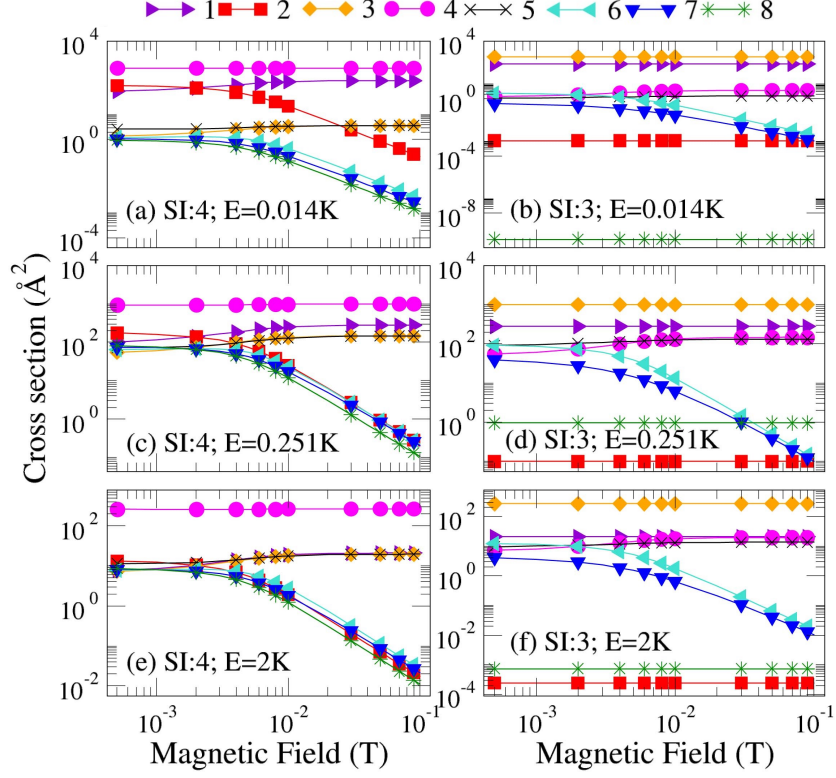 1 2 3 4 5 6 7 8
10^4
10^0
10^-4
(a) SI:4; E=0.014K
10^4
10^0
10^-4
10^-8
(b) SI:3; E=0.014K
Cross section (Å^2)
10^4
10^2
10^0
(c) SI:4; E=0.251K
10^4
10^2
10^0
(d) SI:3; E=0.251K
10^2
10^0
10^-2
(e) SI:4; E=2K
10^2
10^0
10^-2
10^-4
(f) SI:3; E=2K
10^-3 10^-2 10^-1
10^-3 10^-2 10^-1
Magnetic Field (T)
Magnetic Field (T)